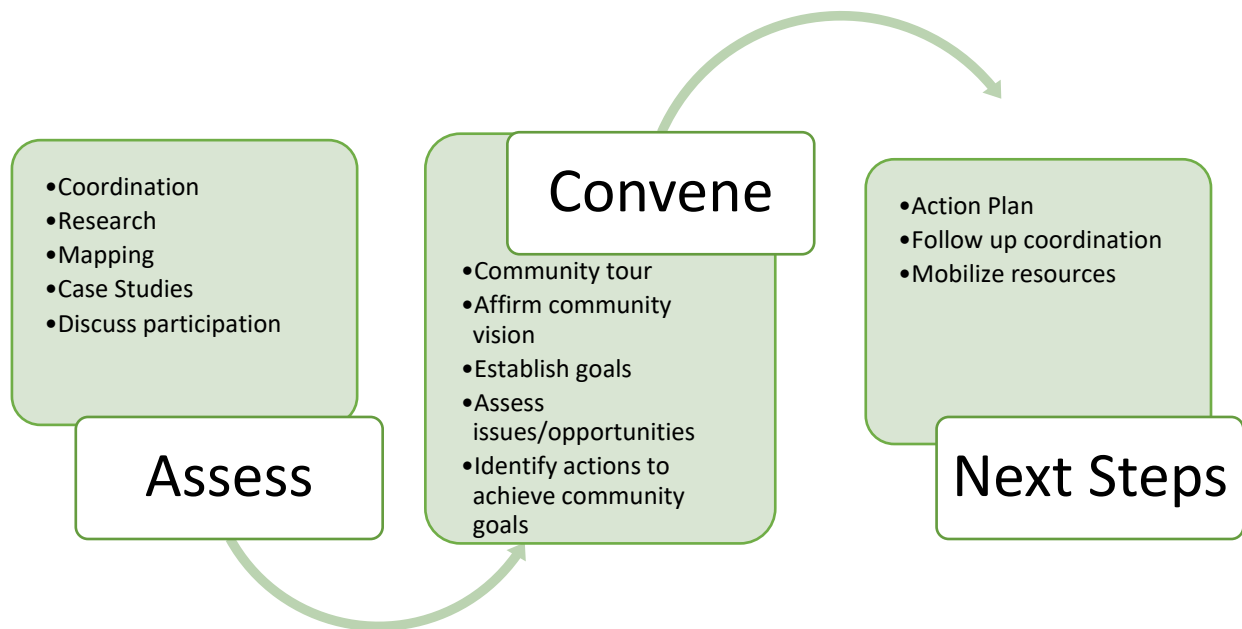 •Coordination
•Research
•Mapping
•Case Studies
•Discuss participation
Assess
Convene
•Community tour
•Affirm community
vision
•Establish goals
•Assess
issues/opportunities
•Identify actions to
achieve community
goals
•Action Plan
•Follow up coordination
•Mobilize resources
Next Steps